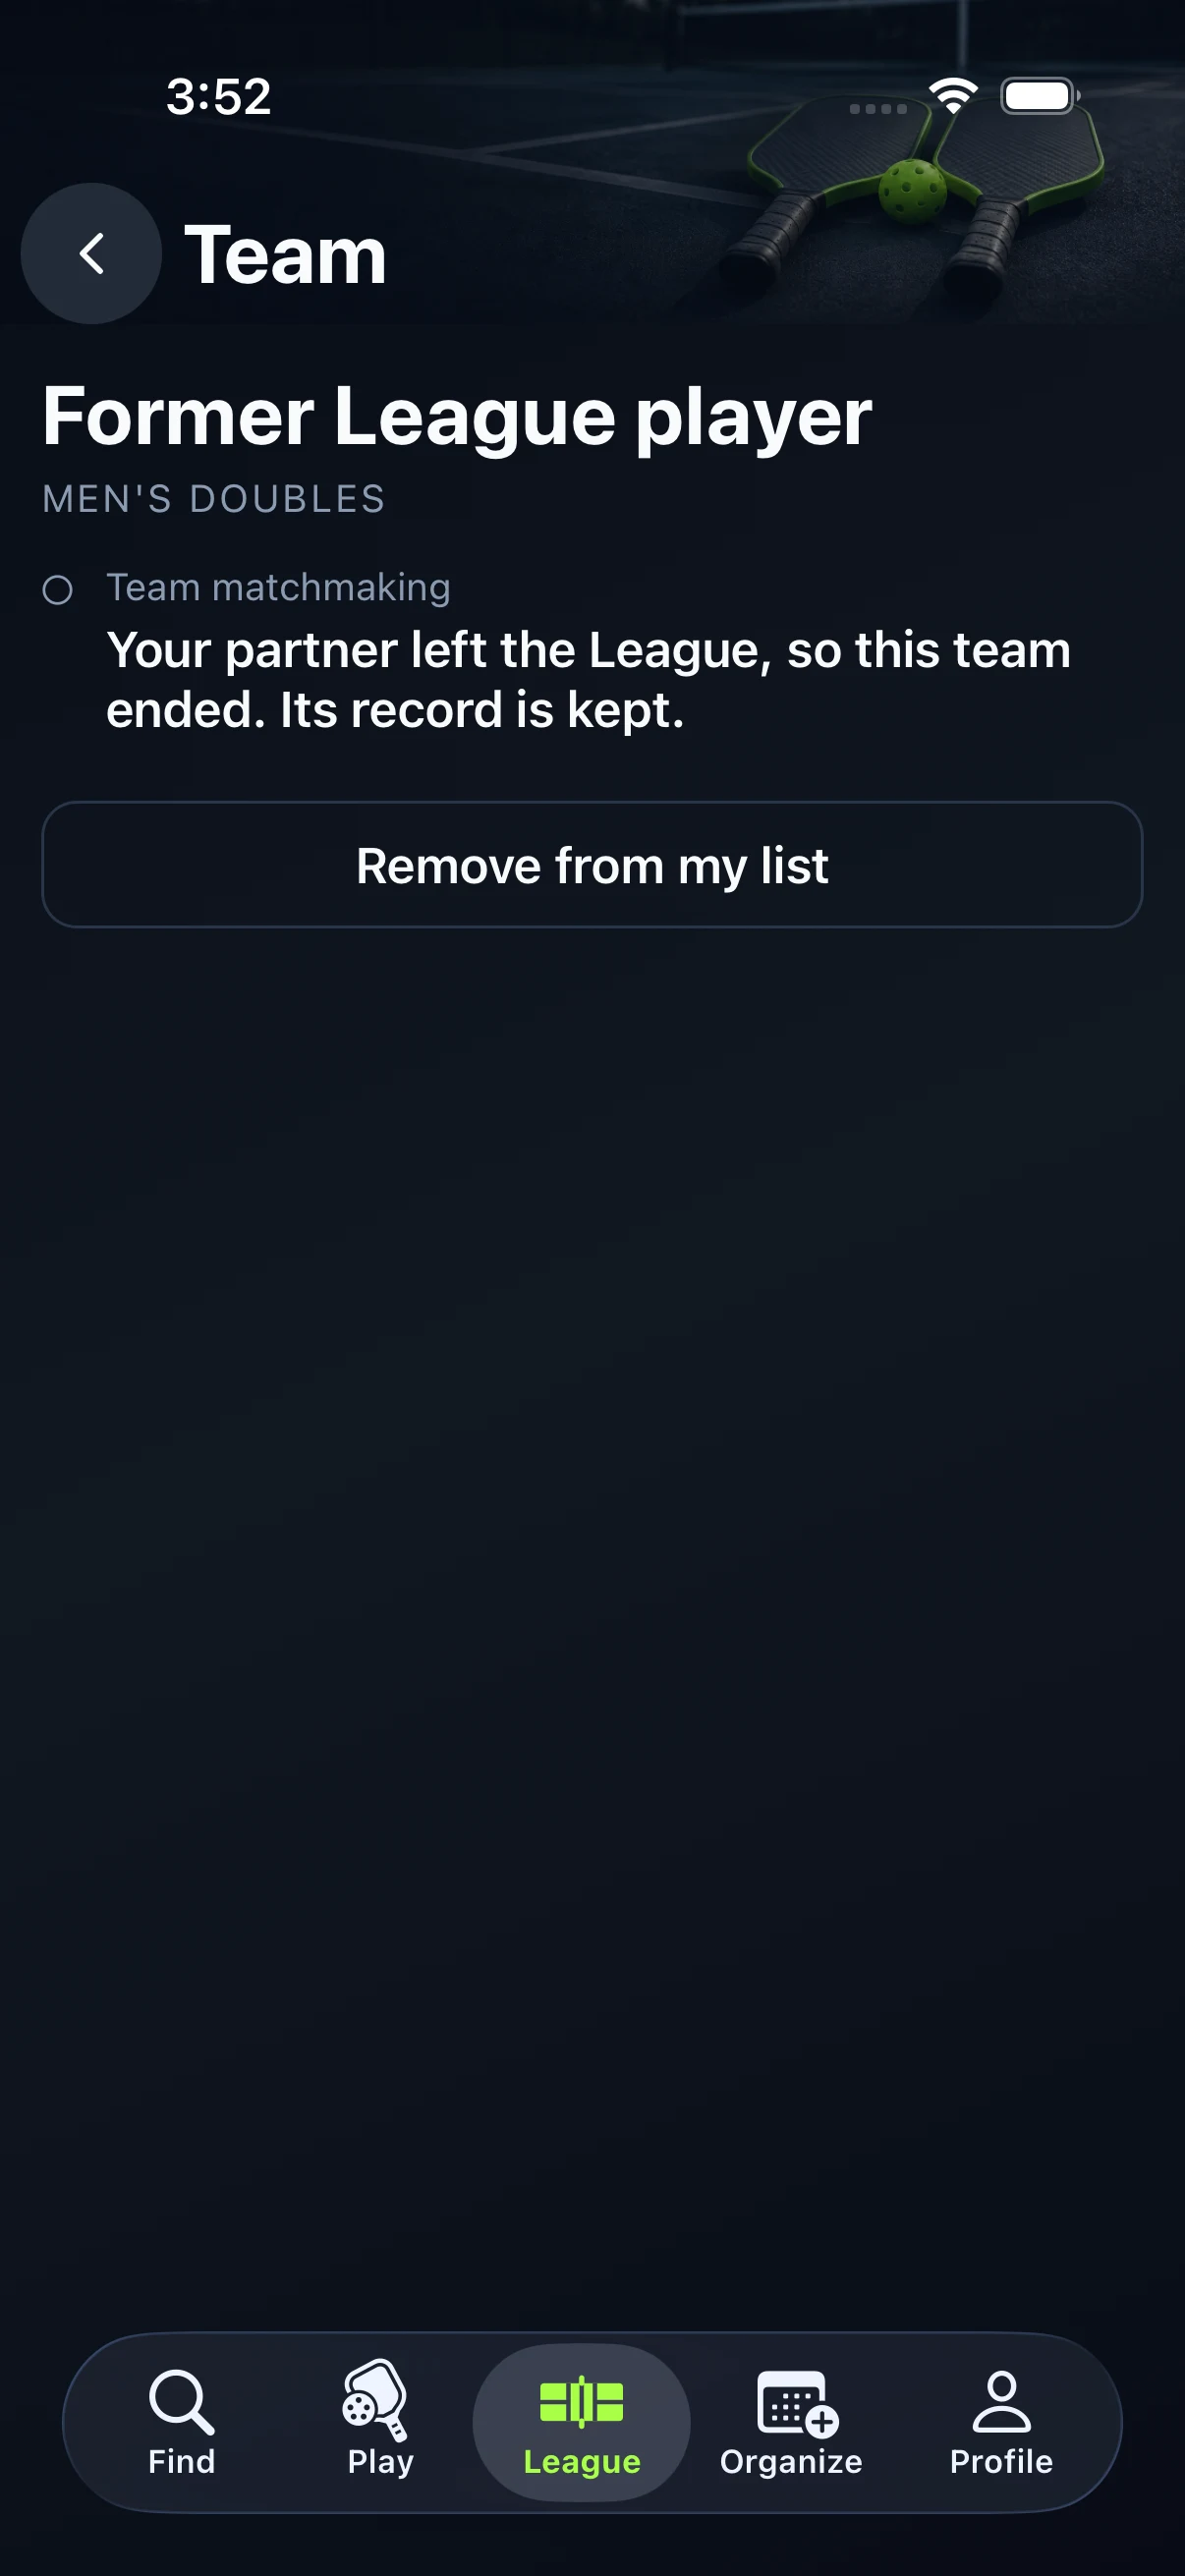 3:52
Team
Former League player
MEN'S DOUBLES
Team matchmaking
Your partner left the League, so this team
ended. Its record is kept.
Remove from my list
Find
Play
League
Organize
Profile